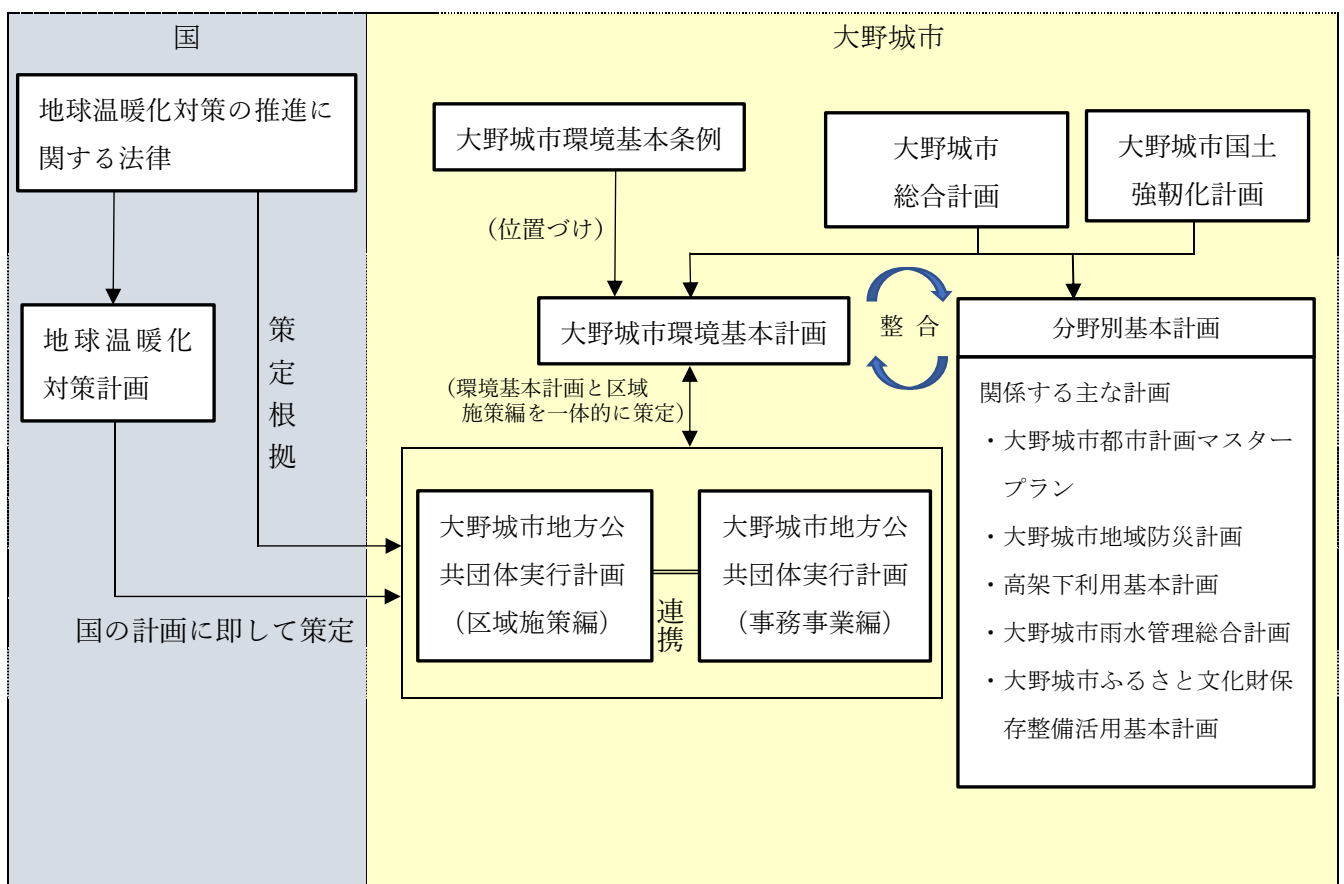 国
大野城市
地球温暖化対策の推進に
関する法律
大野城市環境基本条例
大野城市
総合計画
大野城市国土
強靭化計画
（位置づけ）
地球温暖化
対策計画
策定根拠
大野城市環境基本計画
整合
分野別基本計画
（環境基本計画と区域
施策編を一体的に策定）
関係する主な計画
・大野城市都市計画マスター
プラン
・大野城市地域防災計画
・高架下利用基本計画
・大野城市雨水管理総合計画
・大野城市ふるさと文化財保
存整備活用基本計画
大野城市地方公
共団体実行計画
（区域施策編）
連携
大野城市地方公
共団体実行計画
（事務事業編）
国の計画に即して策定